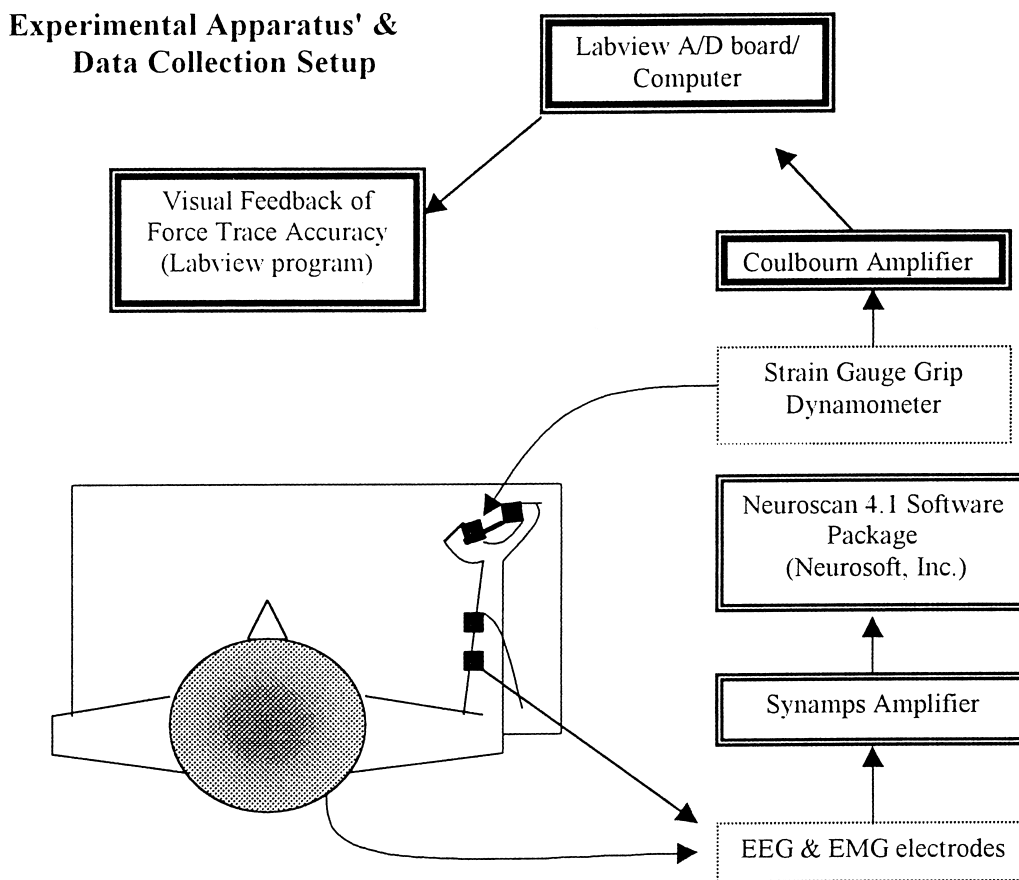 Experimental Apparatus' &
Data Collection Setup
Labview A/D board/
Computer
Visual Feedback of
Force Trace Accuracy
(Labview program)
Coulbourn Amplifier
Strain Gauge Grip
Dynamometer
Neuroscan 4.1 Software
Package
(Neurosoft, Inc.)
Synamps Amplifier
EEG & EMG electrodes